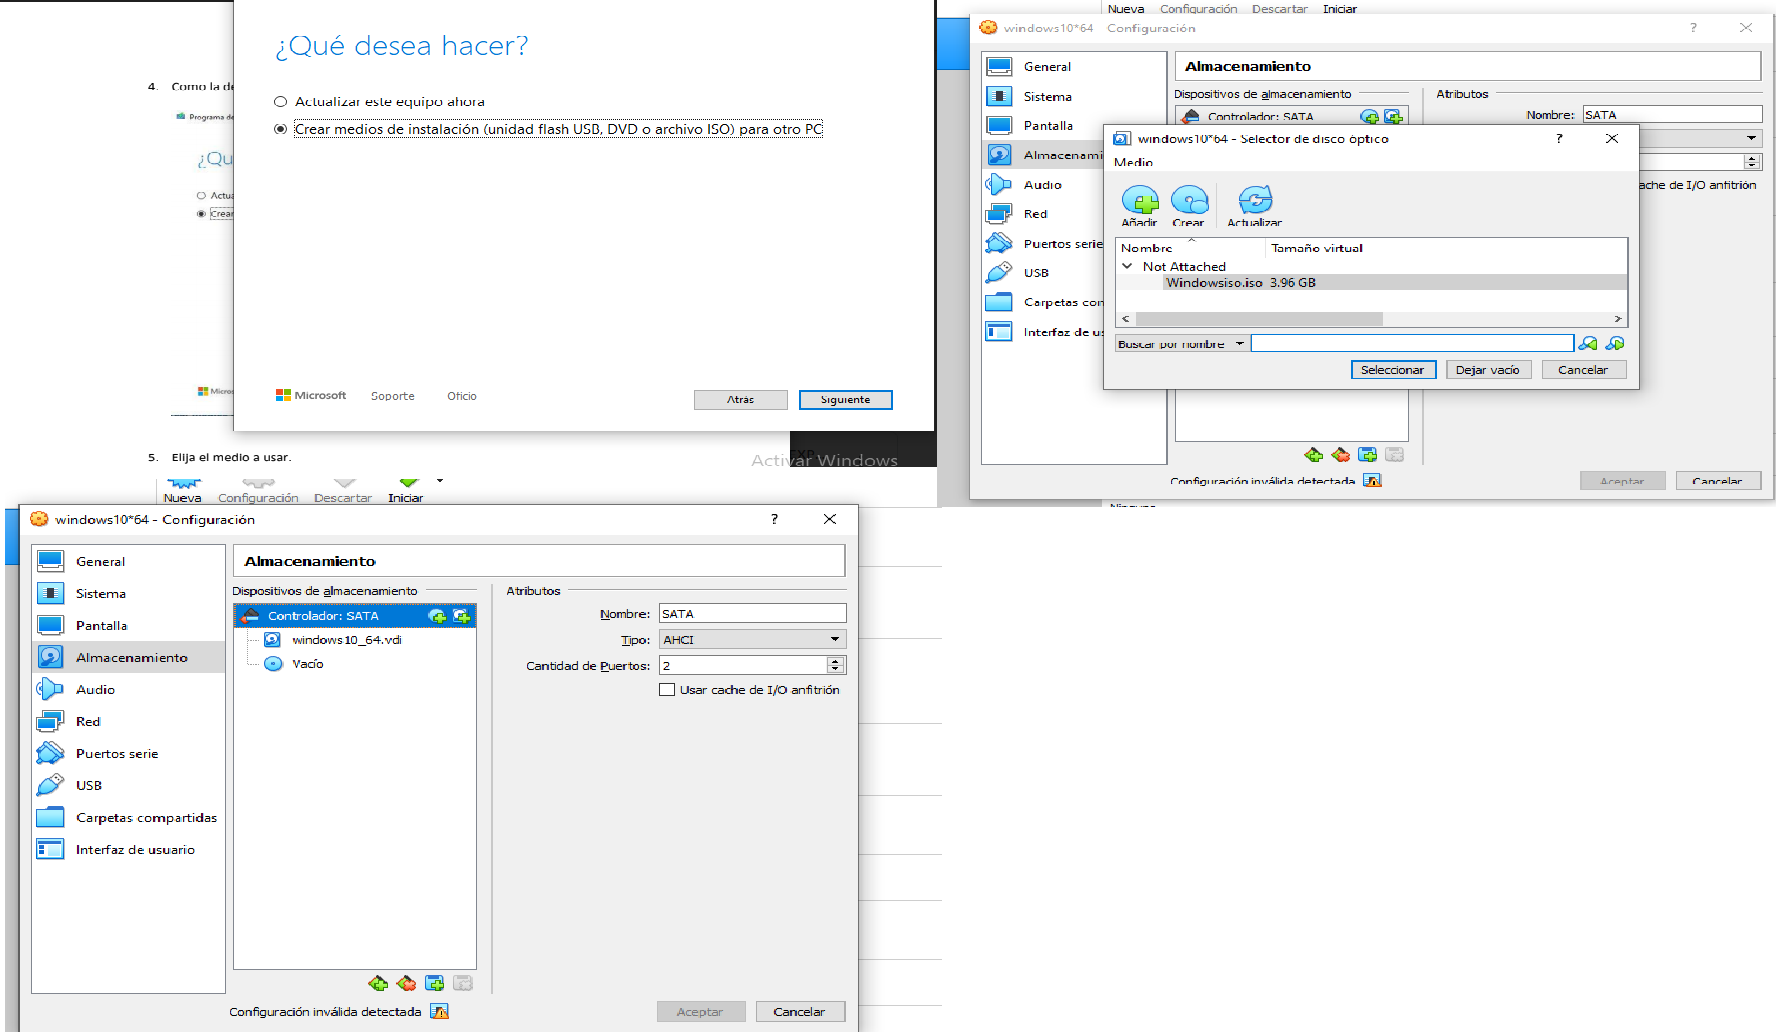 ¿Qué desea hacer?
Actualizar este equipo ahora
Crear medios de instalación (unidad flash USB, DVD o archivo ISO) para otro PC
Microsoft
Soporte
Oficio
Atrás
Siguiente
4. Como la de
Programa de
¿Qu
Actua
Crear
Micros
5. Elija el medio a usar.
Activar Windows
Nueva
Configuración
Descartar
Iniciar
windows10*64 - Configuración
?
General
Sistema
Pantalla
Almacenamiento
Audio
Red
Puertos serie
USB
Carpetas compartidas
Interfaz de usuario
Almacenamiento
Dispositivos de almacenamiento
Controlador: SATA
windows10_64.vdi
Vacío
Atributos
Nombre: SATA
Tipo: AHCI
Cantidad de Puertos: 2
Usar cache de I/O anfitrión
Configuración inválida detectada
Aceptar
Cancelar
Nueva
Configuración
Descartar
Iniciar
windows10*64 Configuración
?
General
Sistema
Pantalla
Almacenami
Audio
Red
Puertos serie
USB
Carpetas con
Interfaz de us
Almacenamiento
Dispositivos de almacenamiento
Atributos
Controlador: SATA
Nombre: SATA
ache de I/O anfitrión
windows10*64 - Selector de disco óptico
?
Medio
Añadir
Crear
Actualizar
Nombre
Tamaño virtual
Not Attached
Windowsiso.iso 3.96 GB
Buscar por nombre
Seleccionar
Dejar vacío
Cancelar
Configuración inválida detectada
Aceptar
Cancelar